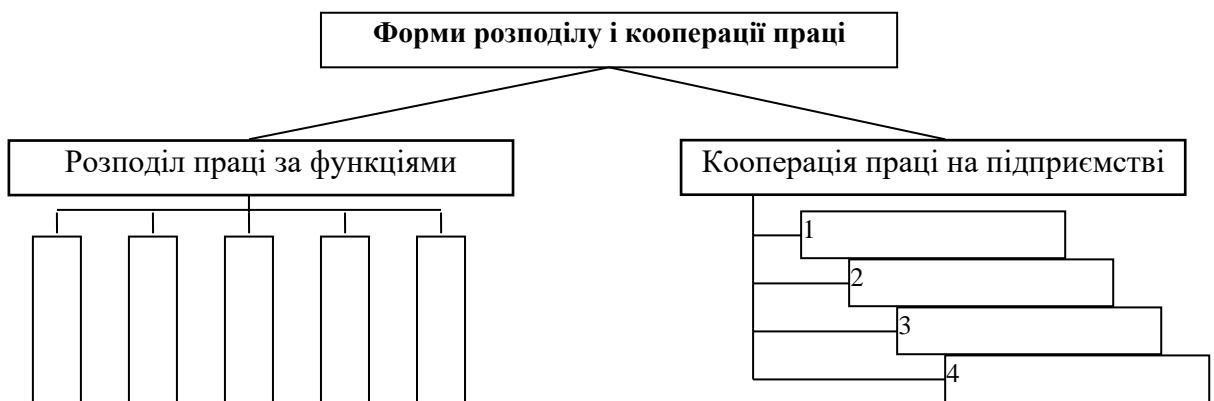 Форми розподілу і кооперації праці
Розподіл праці за функціями
Кооперація праці на підприємстві
1
2
3
4